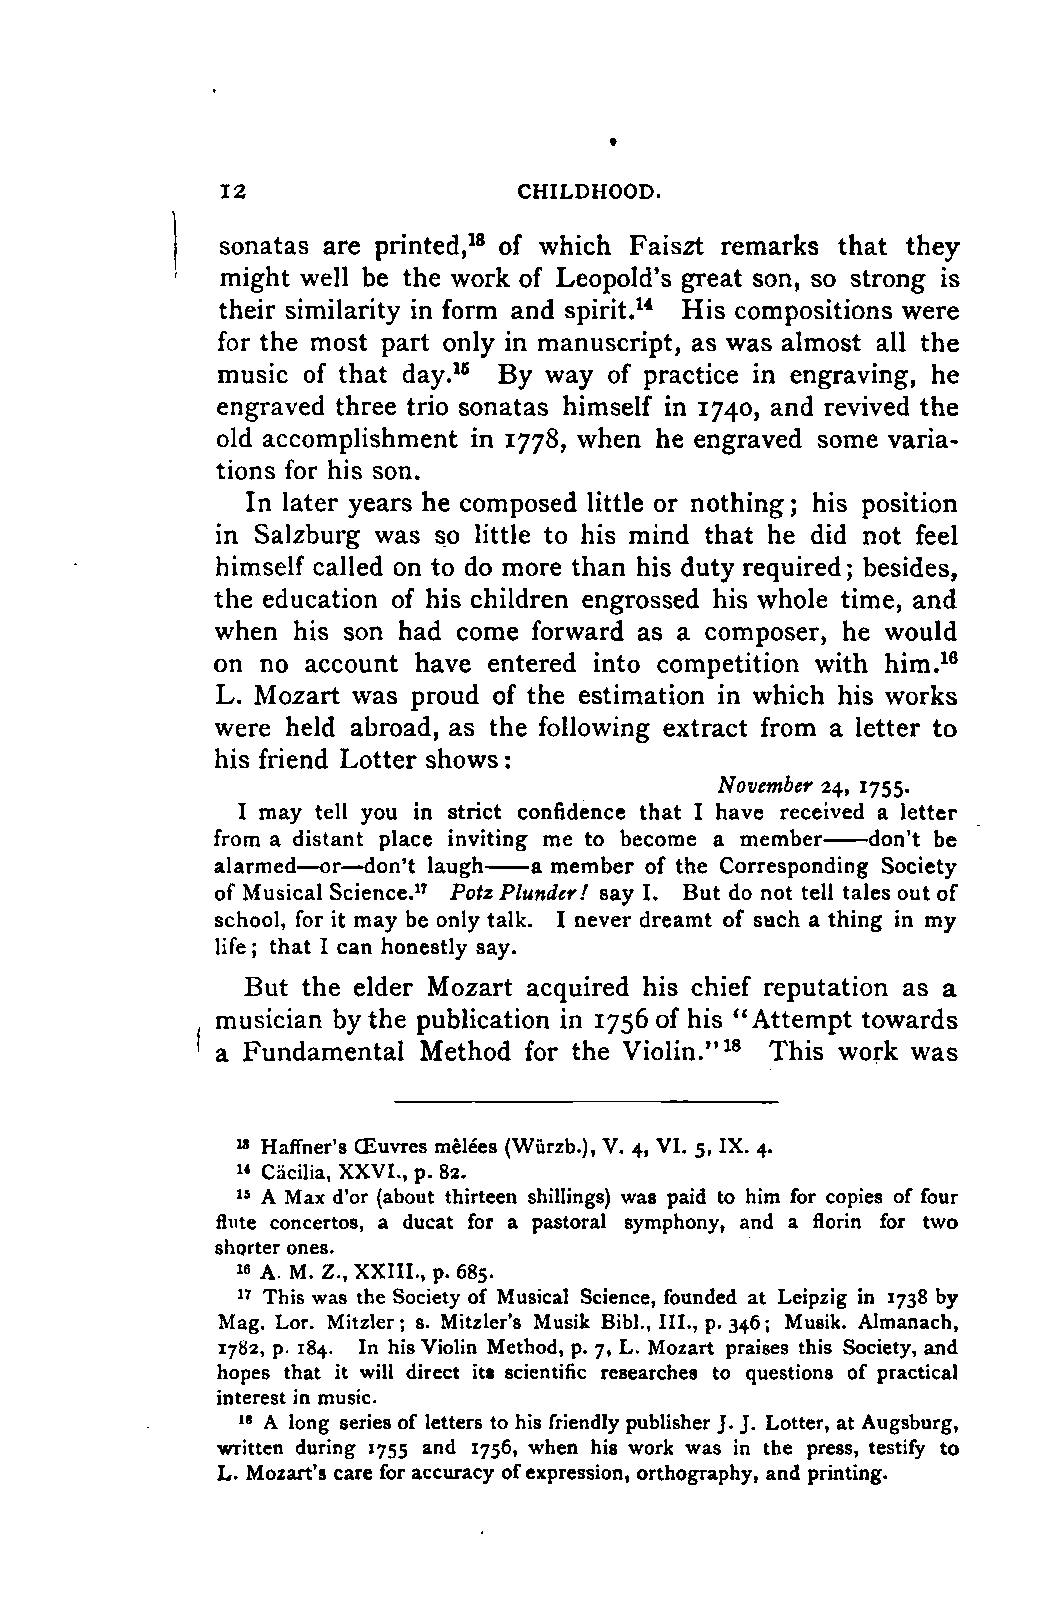 12 CHILDHOOD.
sonatas are printed,¹³ of which Faiszt remarks that they
might well be the work of Leopold's great son, so strong is
their similarity in form and spirit.¹⁴ His compositions were
for the most part only in manuscript, as was almost all the
music of that day.¹⁵ By way of practice in engraving, he
engraved three trio sonatas himself in 1740, and revived the
old accomplishment in 1778, when he engraved some varia-
tions for his son.
In later years he composed little or nothing; his position
in Salzburg was so little to his mind that he did not feel
himself called on to do more than his duty required; besides,
the education of his children engrossed his whole time, and
when his son had come forward as a composer, he would
on no account have entered into competition with him.¹⁶
L. Mozart was proud of the estimation in which his works
were held abroad, as the following extract from a letter to
his friend Lotter shows:
November 24, 1755.
I may tell you in strict confidence that I have received a letter
from a distant place inviting me to become a member——don't be
alarmed—or—don't laugh——a member of the Corresponding Society
of Musical Science.¹⁷ Potz Plunder! say I. But do not tell tales out of
school, for it may be only talk. I never dreamt of such a thing in my
life; that I can honestly say.
But the elder Mozart acquired his chief reputation as a
musician by the publication in 1756 of his "Attempt towards
a Fundamental Method for the Violin."¹⁸ This work was
¹³ Haffner's Œuvres mêlées (Würzb.), V. 4, VI. 5, IX. 4.
¹⁴ Cäcilia, XXVI., p. 82.
¹⁵ A Max d'or (about thirteen shillings) was paid to him for copies of four
flute concertos, a ducat for a pastoral symphony, and a florin for two
shorter ones.
¹⁶ A. M. Z., XXIII., p. 685.
¹⁷ This was the Society of Musical Science, founded at Leipzig in 1738 by
Mag. Lor. Mitzler; s. Mitzler's Musik Bibl., III., p. 346; Musik. Almanach,
1782, p. 184. In his Violin Method, p. 7, L. Mozart praises this Society, and
hopes that it will direct its scientific researches to questions of practical
interest in music.
¹⁸ A long series of letters to his friendly publisher J. J. Lotter, at Augsburg,
written during 1755 and 1756, when his work was in the press, testify to
L. Mozart's care for accuracy of expression, orthography, and printing.